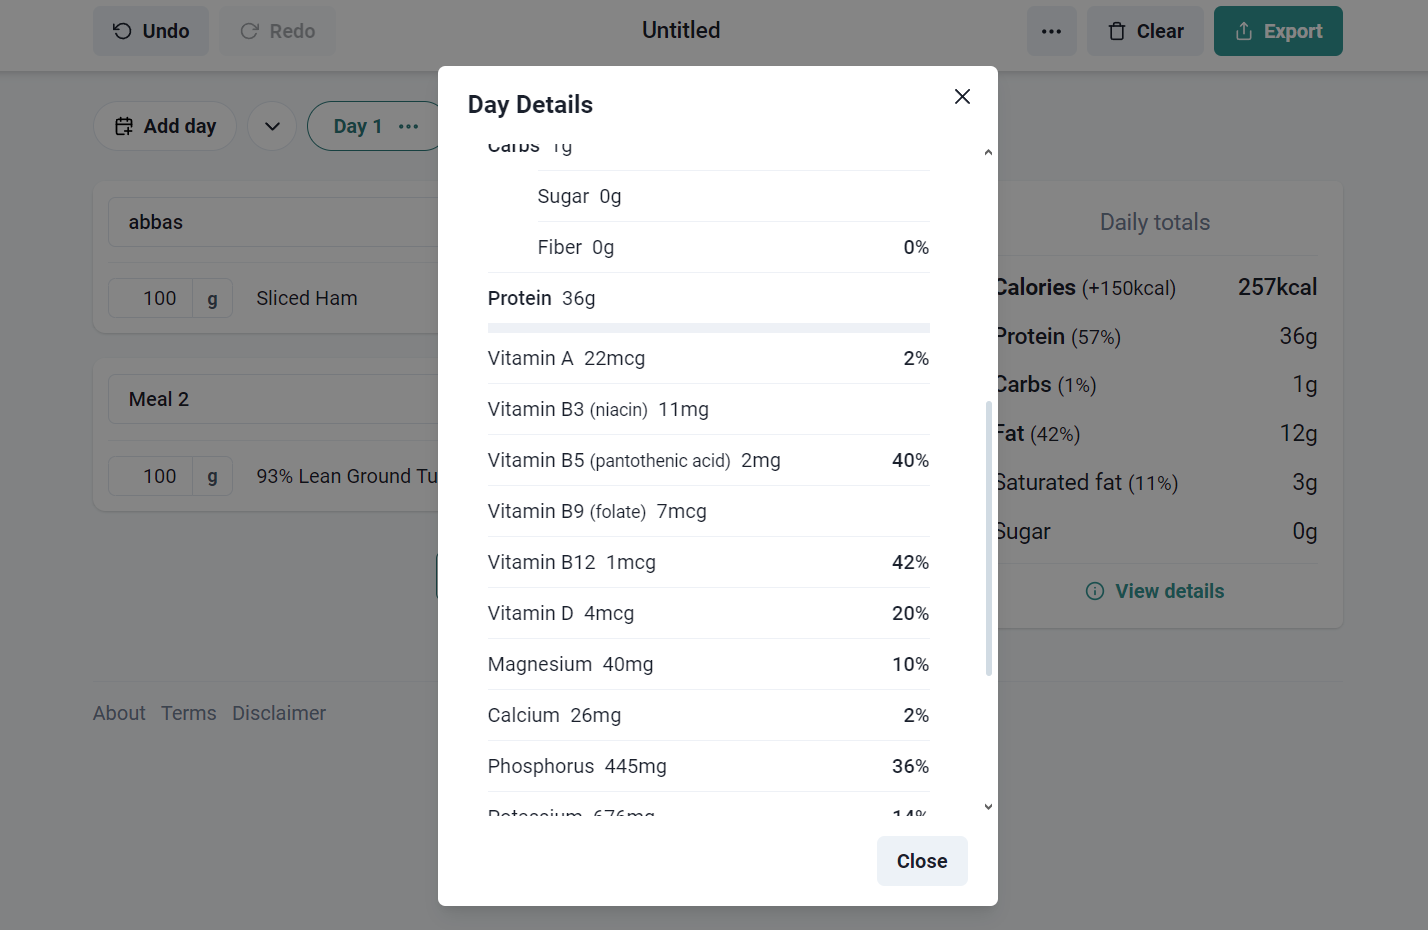 Undo
Redo
Untitled
Clear
Export
Add day
Day 1
abbas
100 g Sliced Ham
Meal 2
100 g 93% Lean Ground Tu
About Terms Disclaimer
Day Details
Carbs 1g
Sugar 0g
Fiber 0g 0%
Protein 36g
Vitamin A 22mcg 2%
Vitamin B3 (niacin) 11mg
Vitamin B5 (pantothenic acid) 2mg 40%
Vitamin B9 (folate) 7mcg
Vitamin B12 1mcg 42%
Vitamin D 4mcg 20%
Magnesium 40mg 10%
Calcium 26mg 2%
Phosphorus 445mg 36%
Potassium 676mg 14%
Close
Daily totals
Calories (+150kcal) 257kcal
Protein (57%) 36g
Carbs (1%) 1g
Fat (42%) 12g
Saturated fat (11%) 3g
Sugar 0g
View details